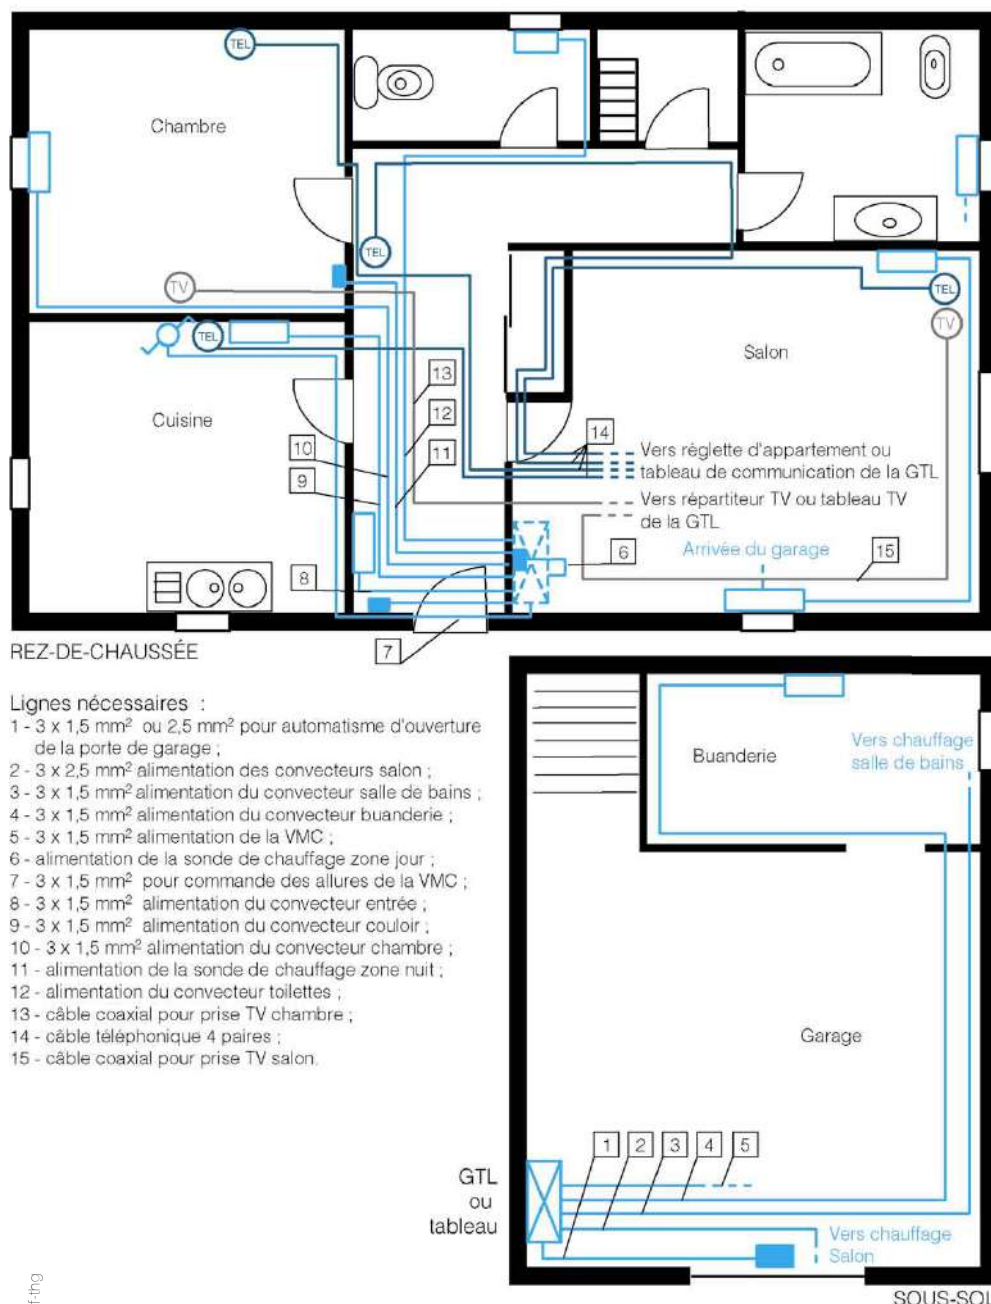 TEL
Chambre
TEL
TV
TEL
TEL
TV
Salon
Cuisine
13
12
14
10
11
Vers réglette d'appartement ou
tableau de communication de la GTL
9
Vers répartiteur TV ou tableau TV
de la GTL
6
Arrivée du garage
15
8
7
REZ-DE-CHAUSSÉE
Lignes nécessaires :
1 - 3 x 1,5 mm² ou 2,5 mm² pour automatisme d'ouverture
de la porte de garage ;
2 - 3 x 2,5 mm² alimentation des convecteurs salon ;
3 - 3 x 1,5 mm² alimentation du convecteur salle de bains ;
4 - 3 x 1,5 mm² alimentation du convecteur buanderie ;
5 - 3 x 1,5 mm² alimentation de la VMC ;
6 - alimentation de la sonde de chauffage zone jour ;
7 - 3 x 1,5 mm² pour commande des allures de la VMC ;
8 - 3 x 1,5 mm² alimentation du convecteur entrée ;
9 - 3 x 1,5 mm² alimentation du convecteur couloir ;
10 - 3 x 1,5 mm² alimentation du convecteur chambre ;
11 - alimentation de la sonde de chauffage zone nuit ;
12 - alimentation du convecteur toilettes ;
13 - câble coaxial pour prise TV chambre ;
14 - câble téléphonique 4 paires ;
15 - câble coaxial pour prise TV salon.
Buanderie
Vers chauffage
salle de bains
Garage
1
2
3
4
5
GTL
ou
tableau
Vers chauffage
Salon
SOUS-SOL
f-thg